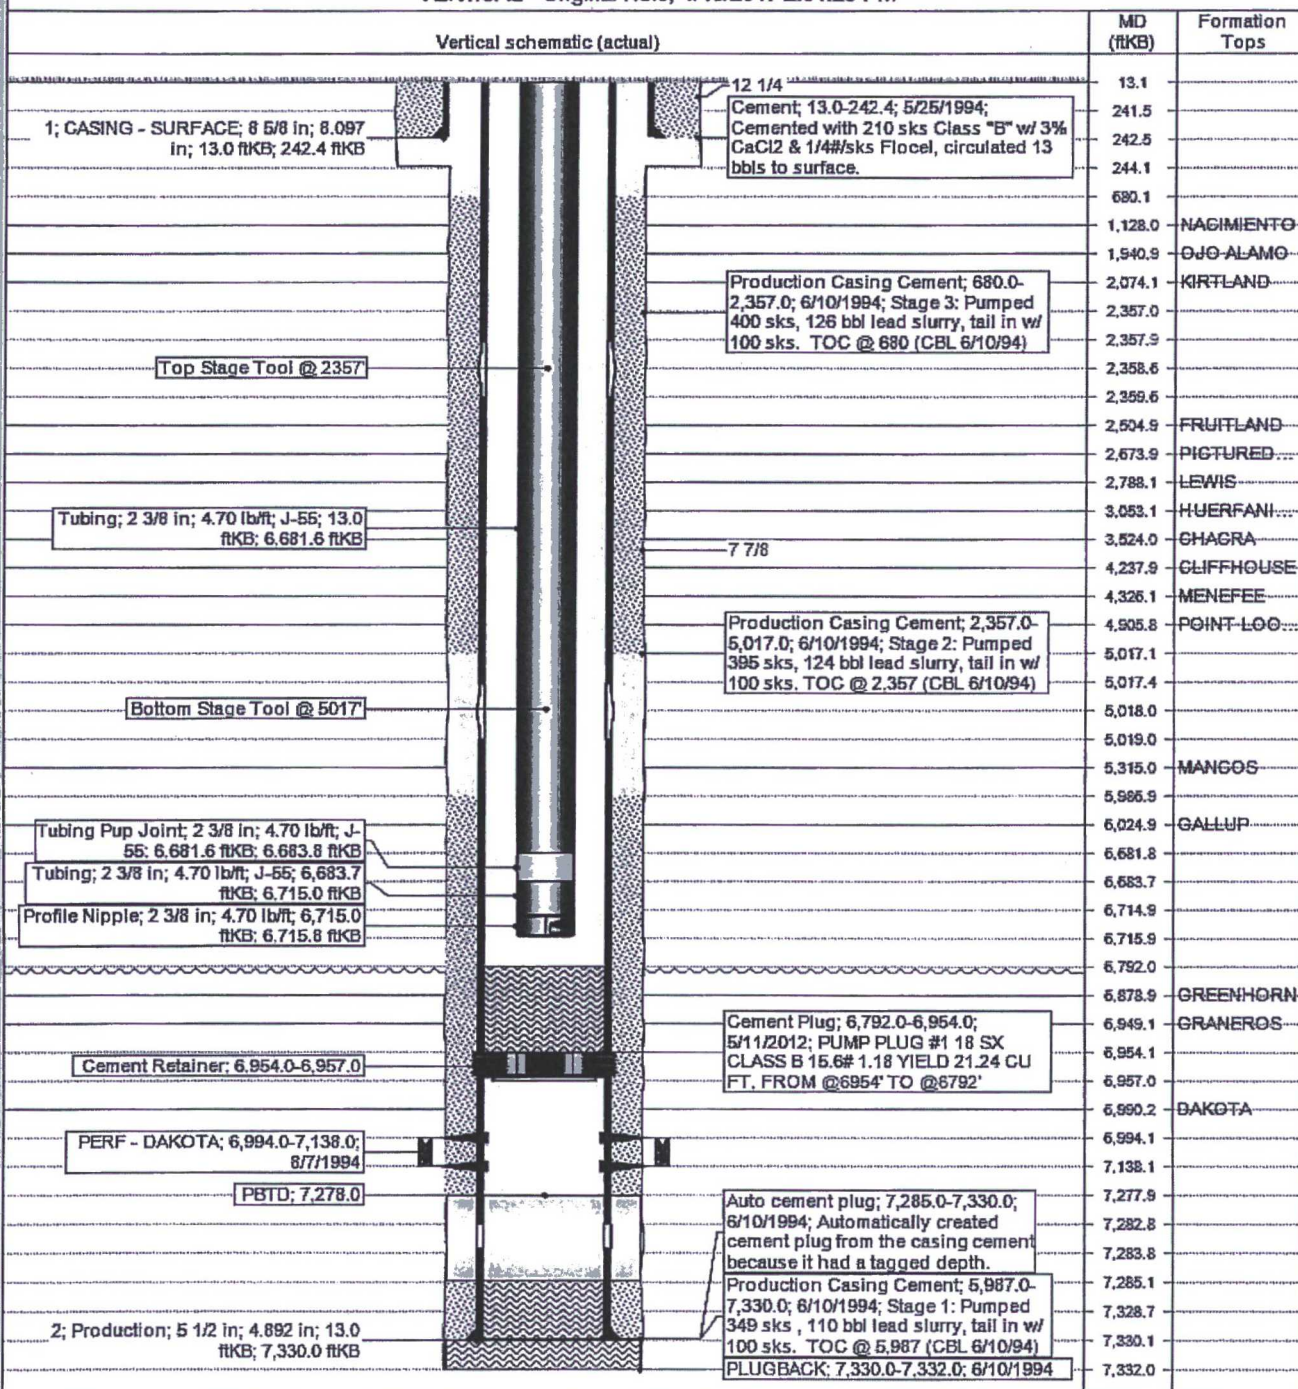 Vertical schematic (actual)
MD
(ftKB)
Formation
Tops
1; CASING - SURFACE; 8 5/8 in; 8.097
in; 13.0 ftKB; 242.4 ftKB
Top Stage Tool @ 2357'
Tubing; 2 3/8 in; 4.70 lb/ft; J-55; 13.0
ftKB; 6,681.6 ftKB
Bottom Stage Tool @ 5017'
Tubing Pup Joint; 2 3/8 in; 4.70 lb/ft; J-
55; 6,681.6 ftKB; 6,683.8 ftKB
Tubing; 2 3/8 in; 4.70 lb/ft; J-55; 6,683.7
ftKB; 6,715.0 ftKB
Profile Nipple; 2 3/8 in; 4.70 lb/ft; 6,715.0
ftKB; 6,715.8 ftKB
Cement Retainer; 6,954.0-6,957.0
PERF - DAKOTA; 6,994.0-7,138.0;
8/7/1994
PBTD; 7,278.0
2; Production; 5 1/2 in; 4.892 in; 13.0
ftKB; 7,330.0 ftKB
12 1/4
Cement; 13.0-242.4; 5/25/1994;
Cemented with 210 sks Class "B" w/ 3%
CaCl2 & 1/4#/sks Flocel, circulated 13
bbls to surface.
Production Casing Cement; 680.0-
2,357.0; 6/10/1994; Stage 3: Pumped
400 sks, 126 bbl lead slurry, tail in w/
100 sks. TOC @ 680 (CBL 6/10/94)
7 7/8
Production Casing Cement; 2,357.0-
5,017.0; 6/10/1994; Stage 2: Pumped
395 sks, 124 bbl lead slurry, tail in w/
100 sks. TOC @ 2,357 (CBL 6/10/94)
Cement Plug; 6,792.0-6,954.0;
5/11/2012; PUMP PLUG #1 18 SX
CLASS B 15.6# 1.18 YIELD 21.24 CU
FT. FROM @6954' TO @6792'
Auto cement plug; 7,285.0-7,330.0;
6/10/1994; Automatically created
cement plug from the casing cement
because it had a tagged depth.
Production Casing Cement; 5,987.0-
7,330.0; 6/10/1994; Stage 1: Pumped
349 sks , 110 bbl lead slurry, tail in w/
100 sks. TOC @ 5,987 (CBL 6/10/94)
PLUGBACK; 7,330.0-7,332.0; 6/10/1994
13.1
241.5
242.5
244.1
680.1
1,128.0 NACIMIENTO
1,940.9 OJO ALAMO
2,074.1 KIRTLAND
2,357.0
2,357.9
2,358.6
2,359.6
2,504.9 FRUITLAND
2,673.9 PICTURED...
2,788.1 LEWIS
3,053.1 HUERFANI...
3,524.0 CHACRA
4,237.9 CLIFFHOUSE
4,326.1 MENEFEE
4,905.8 POINT LOO...
5,017.1
5,017.4
5,018.0
5,019.0
5,315.0 MANCOS
5,986.9
6,024.9 GALLUP
6,681.8
6,683.7
6,714.9
6,715.9
6,792.0
6,878.9 GREENHORN
6,949.1 GRANEROS
6,954.1
6,957.0
6,990.2 DAKOTA
6,994.1
7,138.1
7,277.9
7,282.8
7,283.8
7,285.1
7,328.7
7,330.1
7,332.0